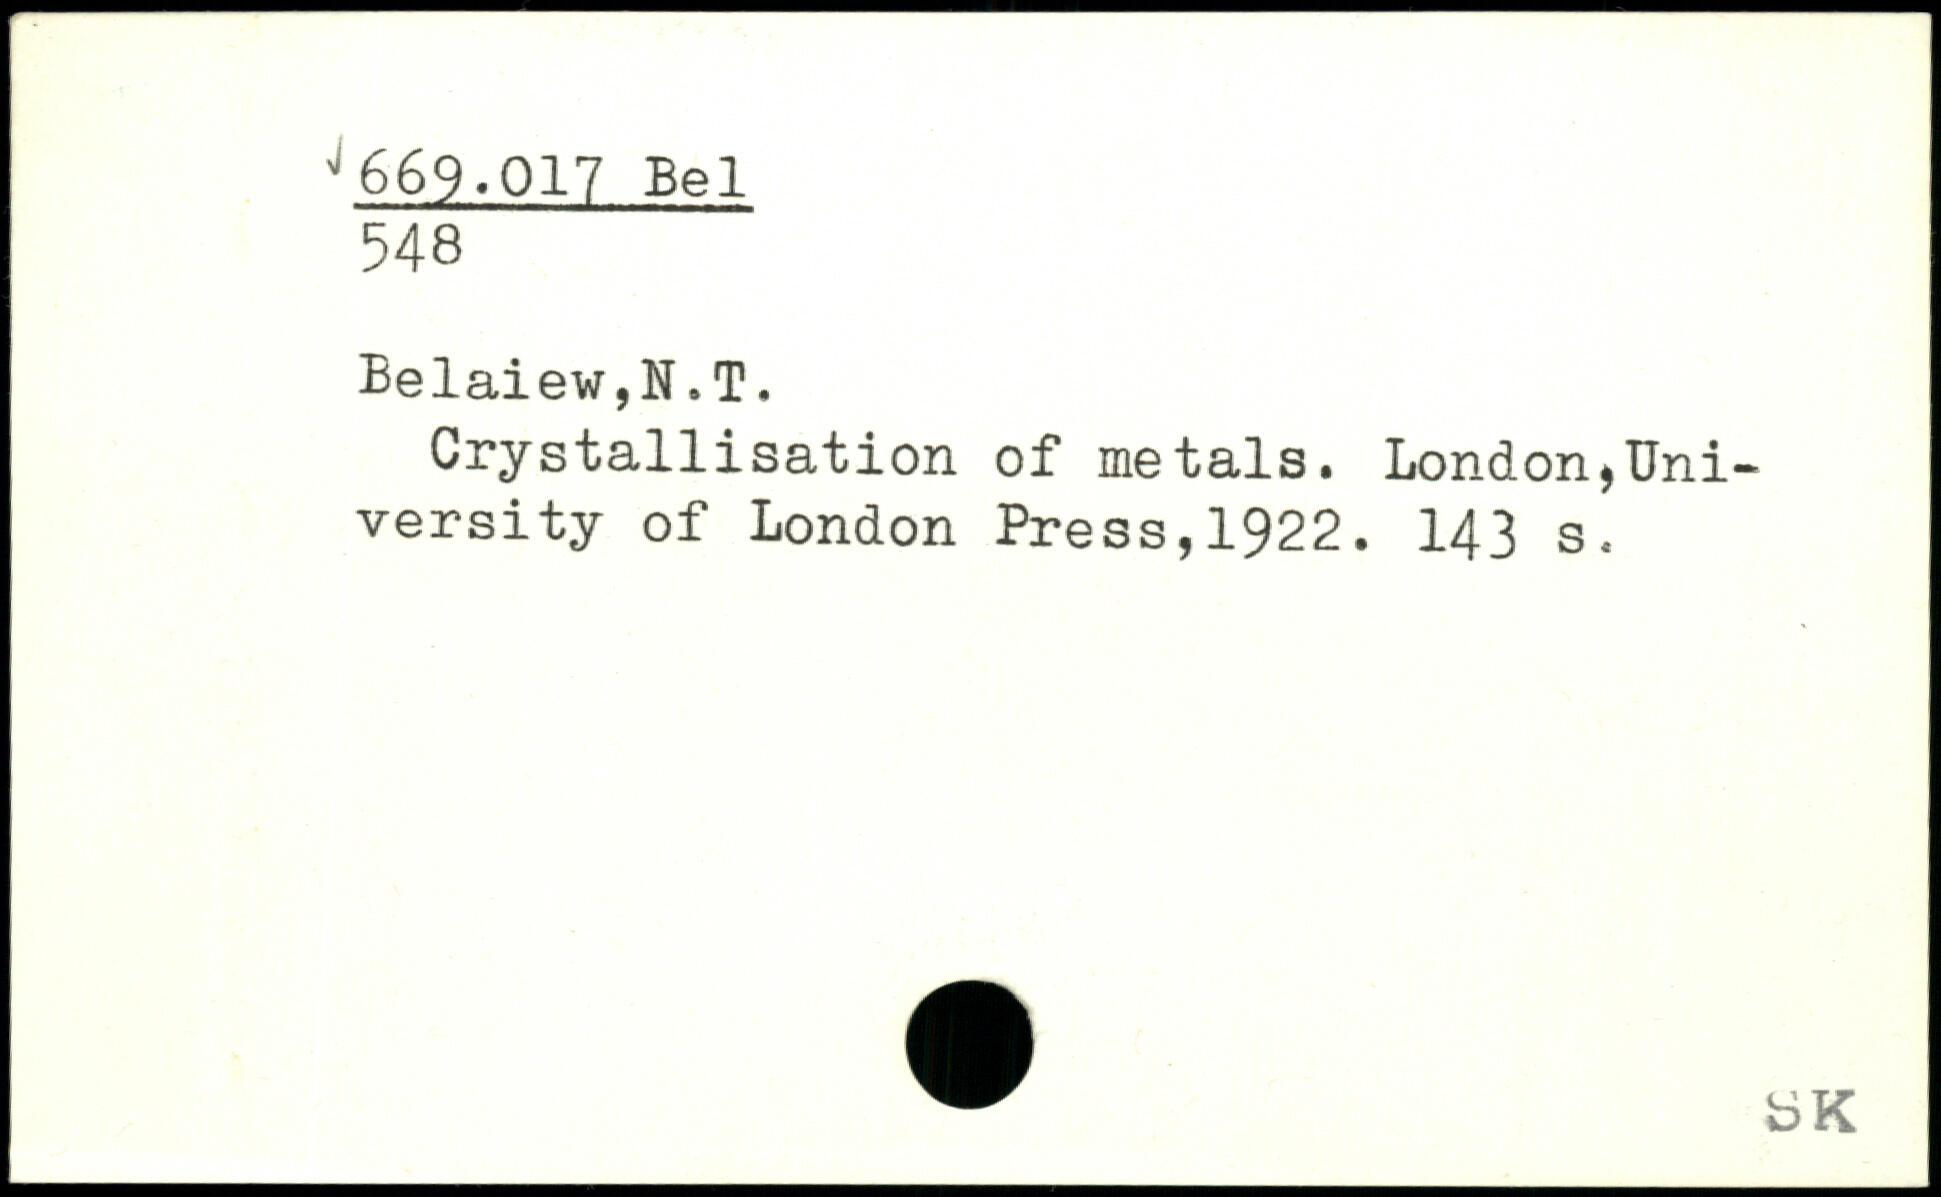 669.017 Bel
548
Belaiew,N.T.
Crystallisation of metals. London,Uni-
versity of London Press,1922. 143 s.
SK